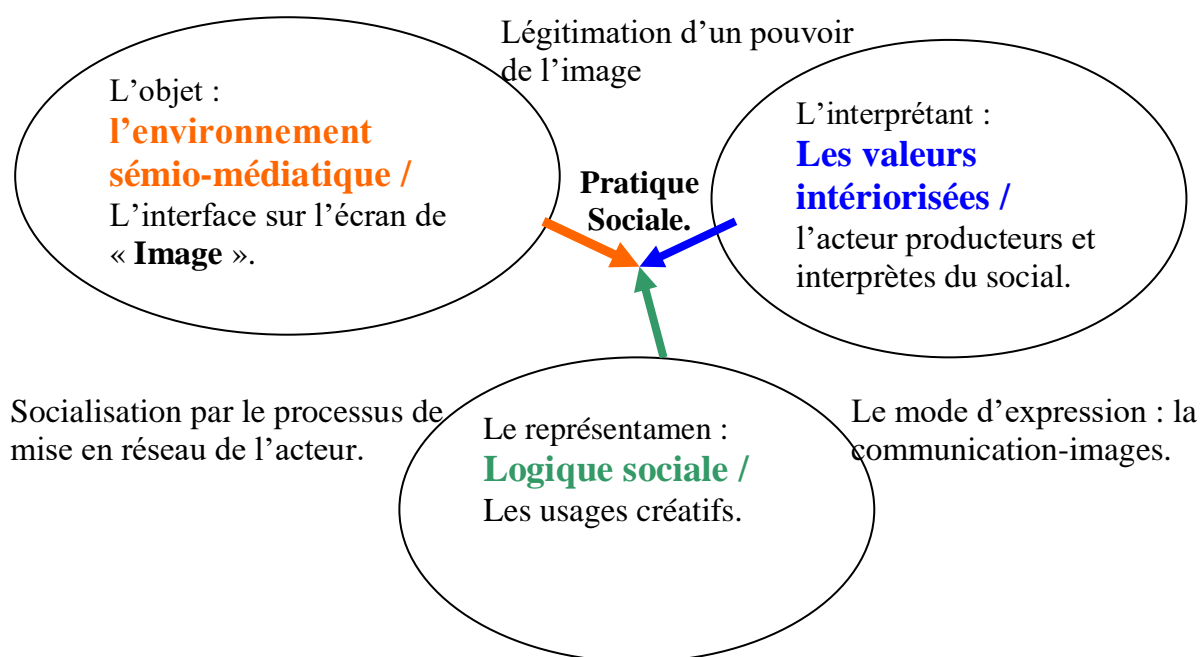 Légitimation d’un pouvoir
de l’image
L’objet :
l’environnement
sémio-médiatique /
L’interface sur l’écran de
« Image ».
Pratique
Sociale.
L’interprétant :
Les valeurs
intériorisées /
l’acteur producteurs et
interprètes du social.
Socialisation par le processus de
mise en réseau de l’acteur.
Le représentamen :
Logique sociale /
Les usages créatifs.
Le mode d’expression : la
communication-images.